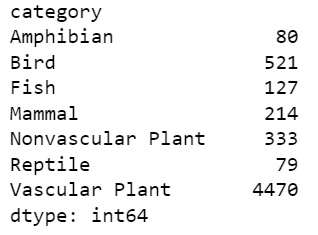 category
Amphibian 80
Bird 521
Fish 127
Mammal 214
Nonvascular Plant 333
Reptile 79
Vascular Plant 4470
dtype: int64